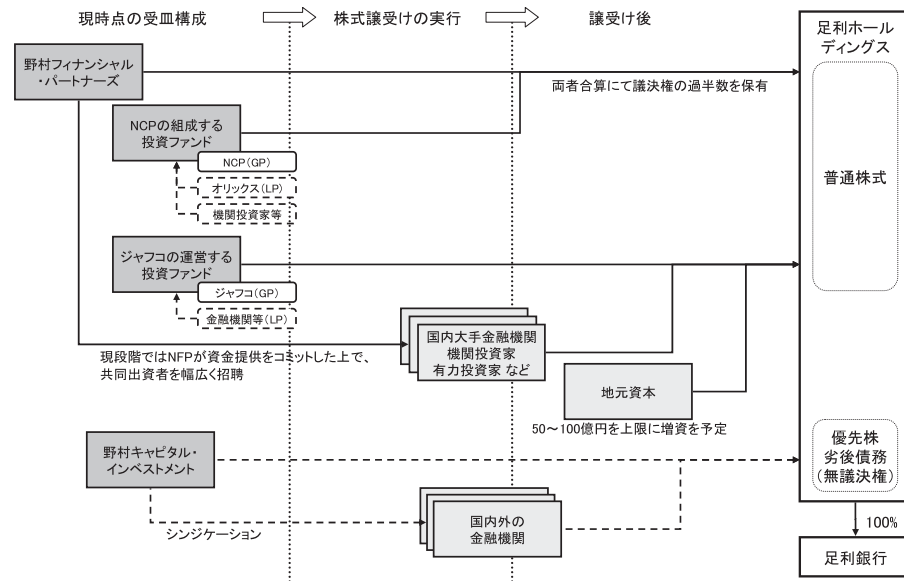 現時点の受皿構成
株式譲受けの実行
譲受け後
足利ホール
ディングス
野村フィナンシャル
・パートナーズ
両者合算にて議決権の過半数を保有
NCPの組成する
投資ファンド
NCP(GP)
オリックス(LP)
機関投資家等
普通株式
ジャフコの運営する
投資ファンド
ジャフコ(GP)
金融機関等(LP)
国内大手金融機関
機関投資家
有力投資家 など
現段階ではNFPが資金提供をコミットした上で、
共同出資者を幅広く招聘
地元資本
50~100億円を上限に増資を予定
野村キャピタル・
インベストメント
優先株
劣後債務
(無議決権)
シンジケーション
国内外の
金融機関
100%
足利銀行